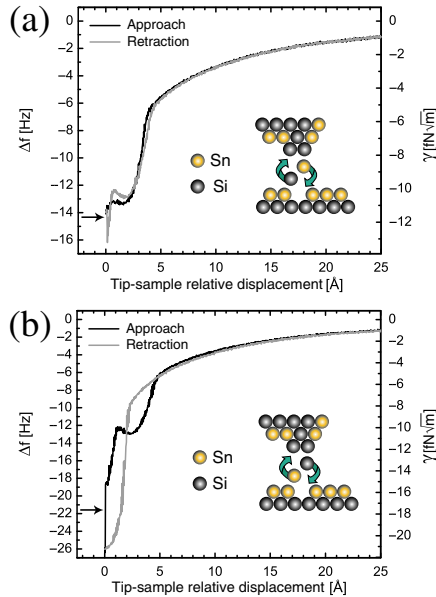 (a)
Approach
Retraction
0
-2
-4
-6
-8
-10
-12
-14
-16
Δf [Hz]
0
-2
-4
-6
-8
-10
-12
γ [fN√m]
Sn
Si
0 5 10 15 20 25
Tip-sample relative displacement [Å]
(b)
Approach
Retraction
0
-2
-4
-6
-8
-10
-12
-14
-16
-18
-20
-22
-24
-26
Δf [Hz]
0
-2
-4
-6
-8
-10
-12
-14
-16
-18
-20
γ [fN√m]
Sn
Si
0 5 10 15 20 25
Tip-sample relative displacement [Å]